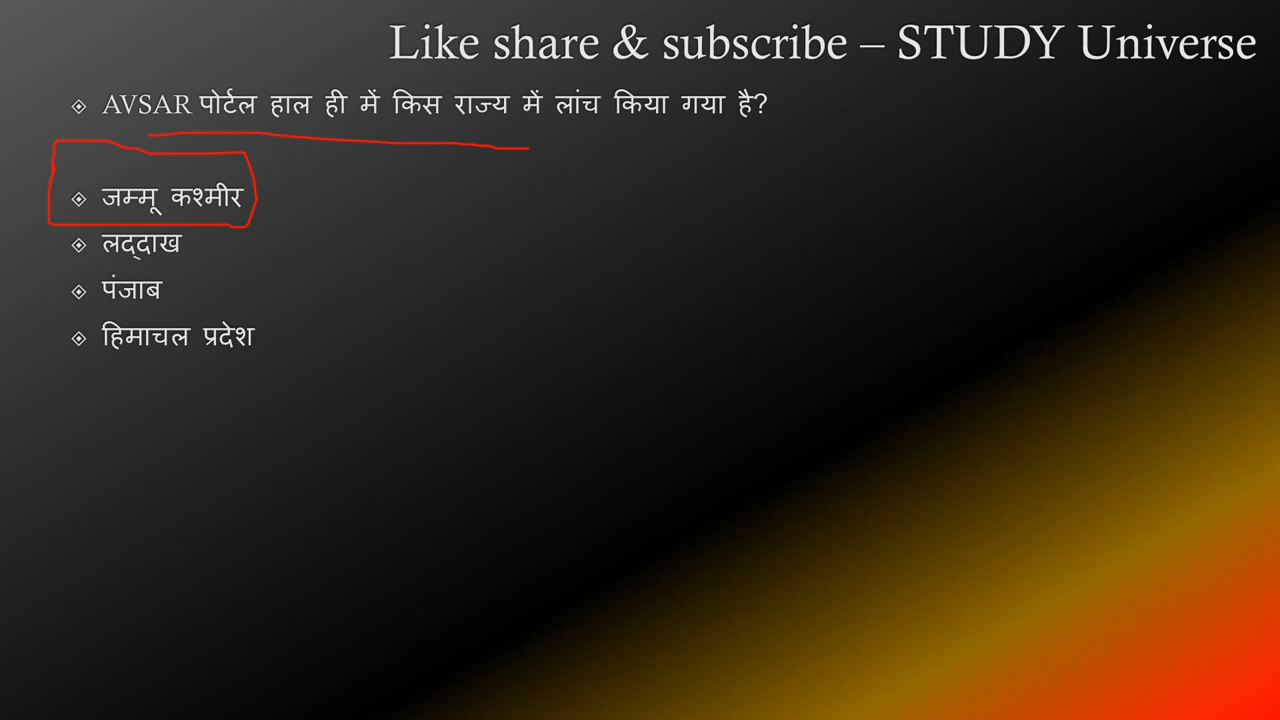 Like share & subscribe – STUDY Universe
AVSAR पोर्टल हाल ही में किस राज्य में लांच किया गया है?
जम्मू कश्मीर
लद्दाख
पंजाब
हिमाचल प्रदेश